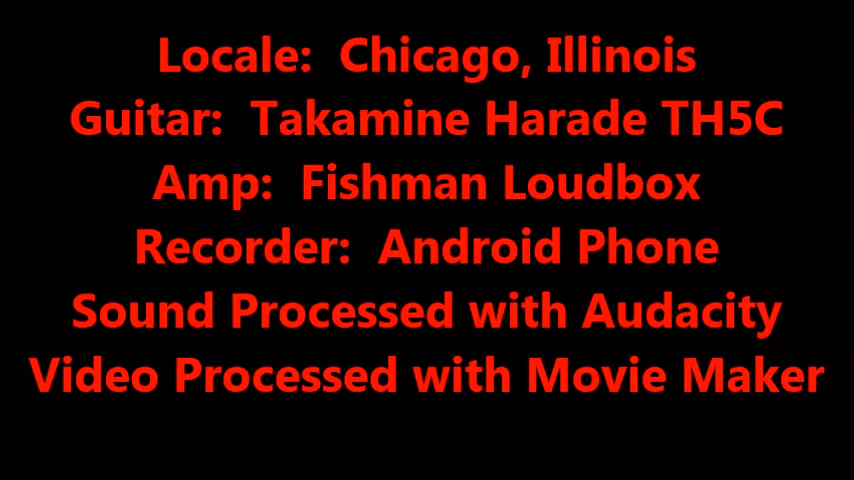 Locale:  Chicago, Illinois
Guitar:  Takamine Harade TH5C
Amp:  Fishman Loudbox
Recorder:  Android Phone
Sound Processed with Audacity
Video Processed with Movie Maker